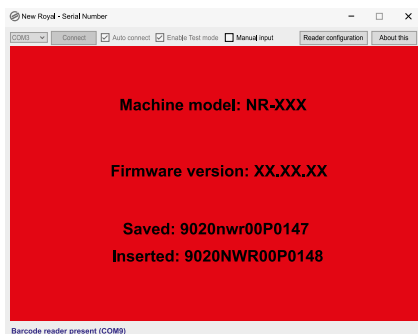 New Royal - Serial Number
COM3 Connect Auto connect Enable Test mode Manual input Reader configuration About this
Machine model: NR-XXX
Firmware version: XX.XX.XX
Saved: 9020nwr00P0147
Inserted: 9020NWR00P0148
Barcode reader present (COM9)